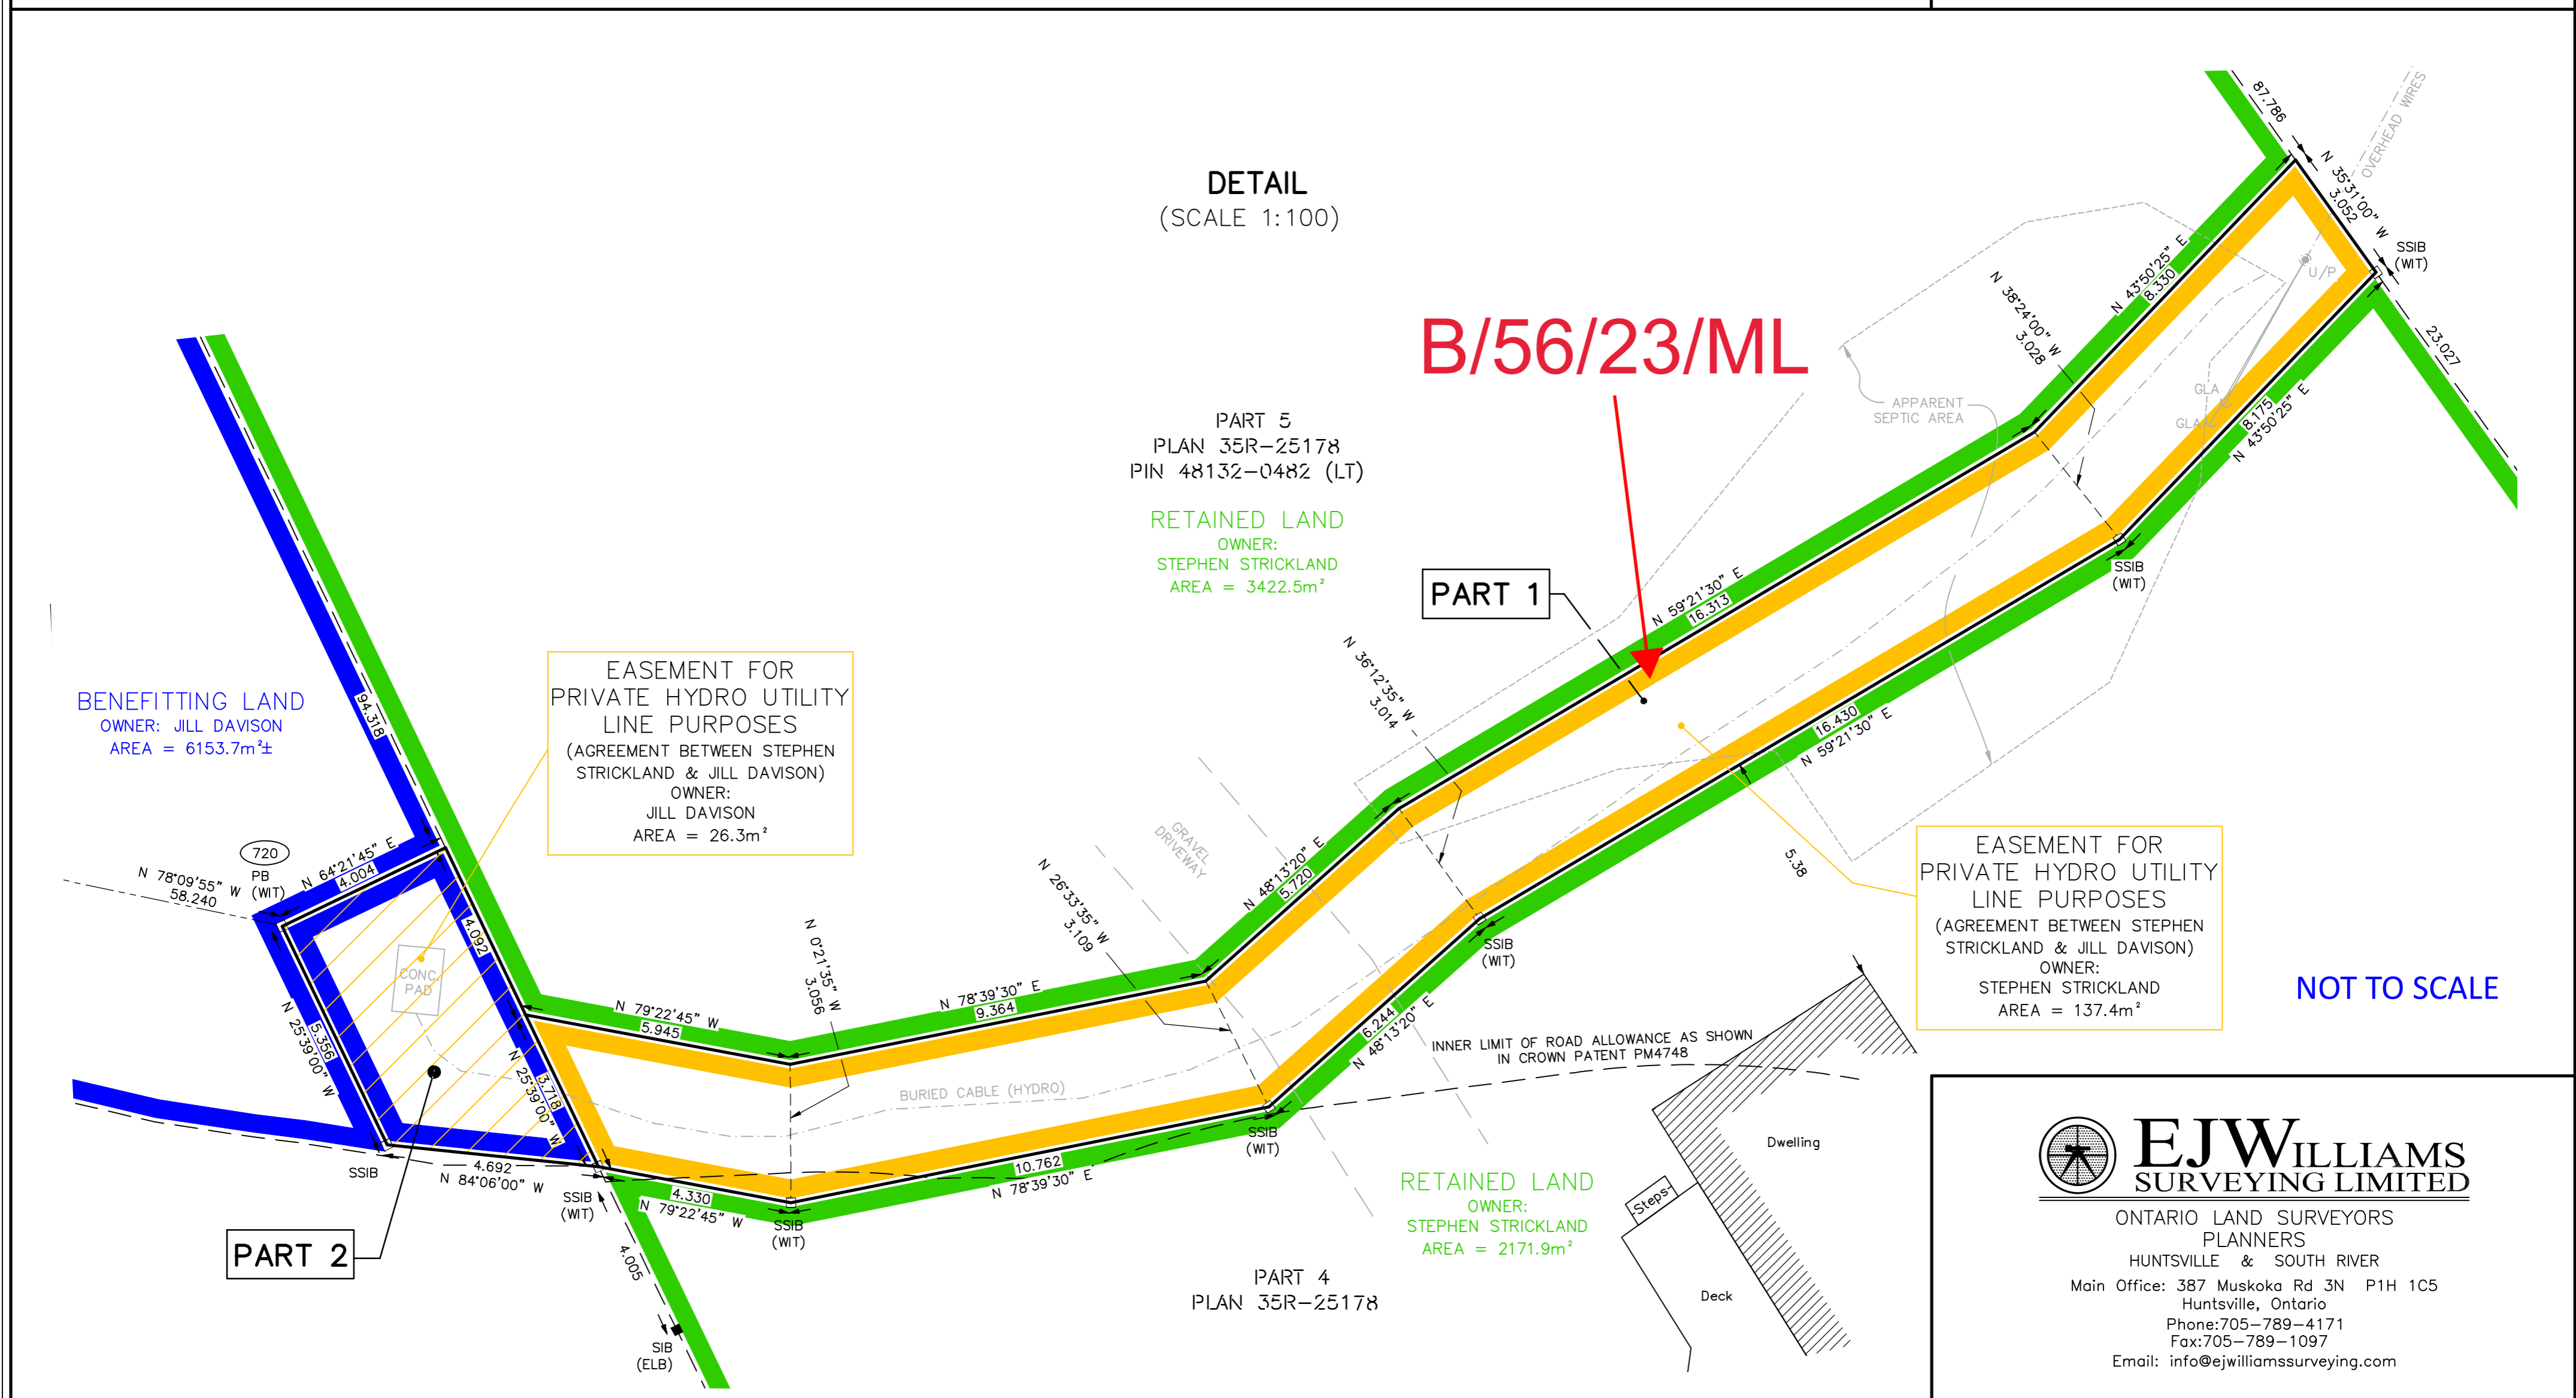 DETAIL
(SCALE 1:100)
87.786
OVERHEAD WIRES
N 35°31'00" W
3.052
SSIB
(WIT)
U/P
23.027
N 43°50'25" E
8.330
N 38°24'00" W
3.028
GLA
GLA
8.175
N 43°50'25" E
APPARENT
SEPTIC AREA
SSIB
(WIT)
B/56/23/ML
PART 5
PLAN 35R-25178
PIN 48132-0482 (LT)
RETAINED LAND
OWNER:
STEPHEN STRICKLAND
AREA = 3422.5m²
PART 1
N 59°21'30" E
16.313
N 36°12'35" W
3.014
16.430
N 59°21'30" E
5.38
EASEMENT FOR
PRIVATE HYDRO UTILITY
LINE PURPOSES
(AGREEMENT BETWEEN STEPHEN
STRICKLAND & JILL DAVISON)
OWNER:
JILL DAVISON
AREA = 26.3m²
BENEFITTING LAND
OWNER: JILL DAVISON
AREA = 6153.7m²±
94.318
720
PB
(WIT)
N 64°21'45" E
4.004
N 78°09'55" W
58.240
4.092
CONC.
PAD
5.356
N 25°39'00" W
3.718
N 25°39'00" W
N 79°22'45" W
5.945
N 0°21'35" W
3.056
N 78°39'30" E
9.364
N 26°33'35" W
3.109
GRAVEL
DRIVEWAY
N 48°13'20" E
5.720
SSIB
(WIT)
6.244
N 48°13'20" E
BURIED CABLE (HYDRO)
INNER LIMIT OF ROAD ALLOWANCE AS SHOWN
IN CROWN PATENT PM4748
EASEMENT FOR
PRIVATE HYDRO UTILITY
LINE PURPOSES
(AGREEMENT BETWEEN STEPHEN
STRICKLAND & JILL DAVISON)
OWNER:
STEPHEN STRICKLAND
AREA = 137.4m²
NOT TO SCALE
SSIB
(WIT)
10.762
N 78°39'30" E
SSIB
4.692
N 84°06'00" W
SSIB
(WIT)
4.330
N 79°22'45" W
SSIB
(WIT)
PART 2
4.005
SIB
(ELB)
RETAINED LAND
OWNER:
STEPHEN STRICKLAND
AREA = 2171.9m²
PART 4
PLAN 35R-25178
Dwelling
Steps
Deck
EJWILLIAMS
SURVEYING LIMITED
ONTARIO LAND SURVEYORS
PLANNERS
HUNTSVILLE & SOUTH RIVER
Main Office: 387 Muskoka Rd 3N P1H 1C5
Huntsville, Ontario
Phone:705-789-4171
Fax:705-789-1097
Email: info@ejwilliamssurveying.com